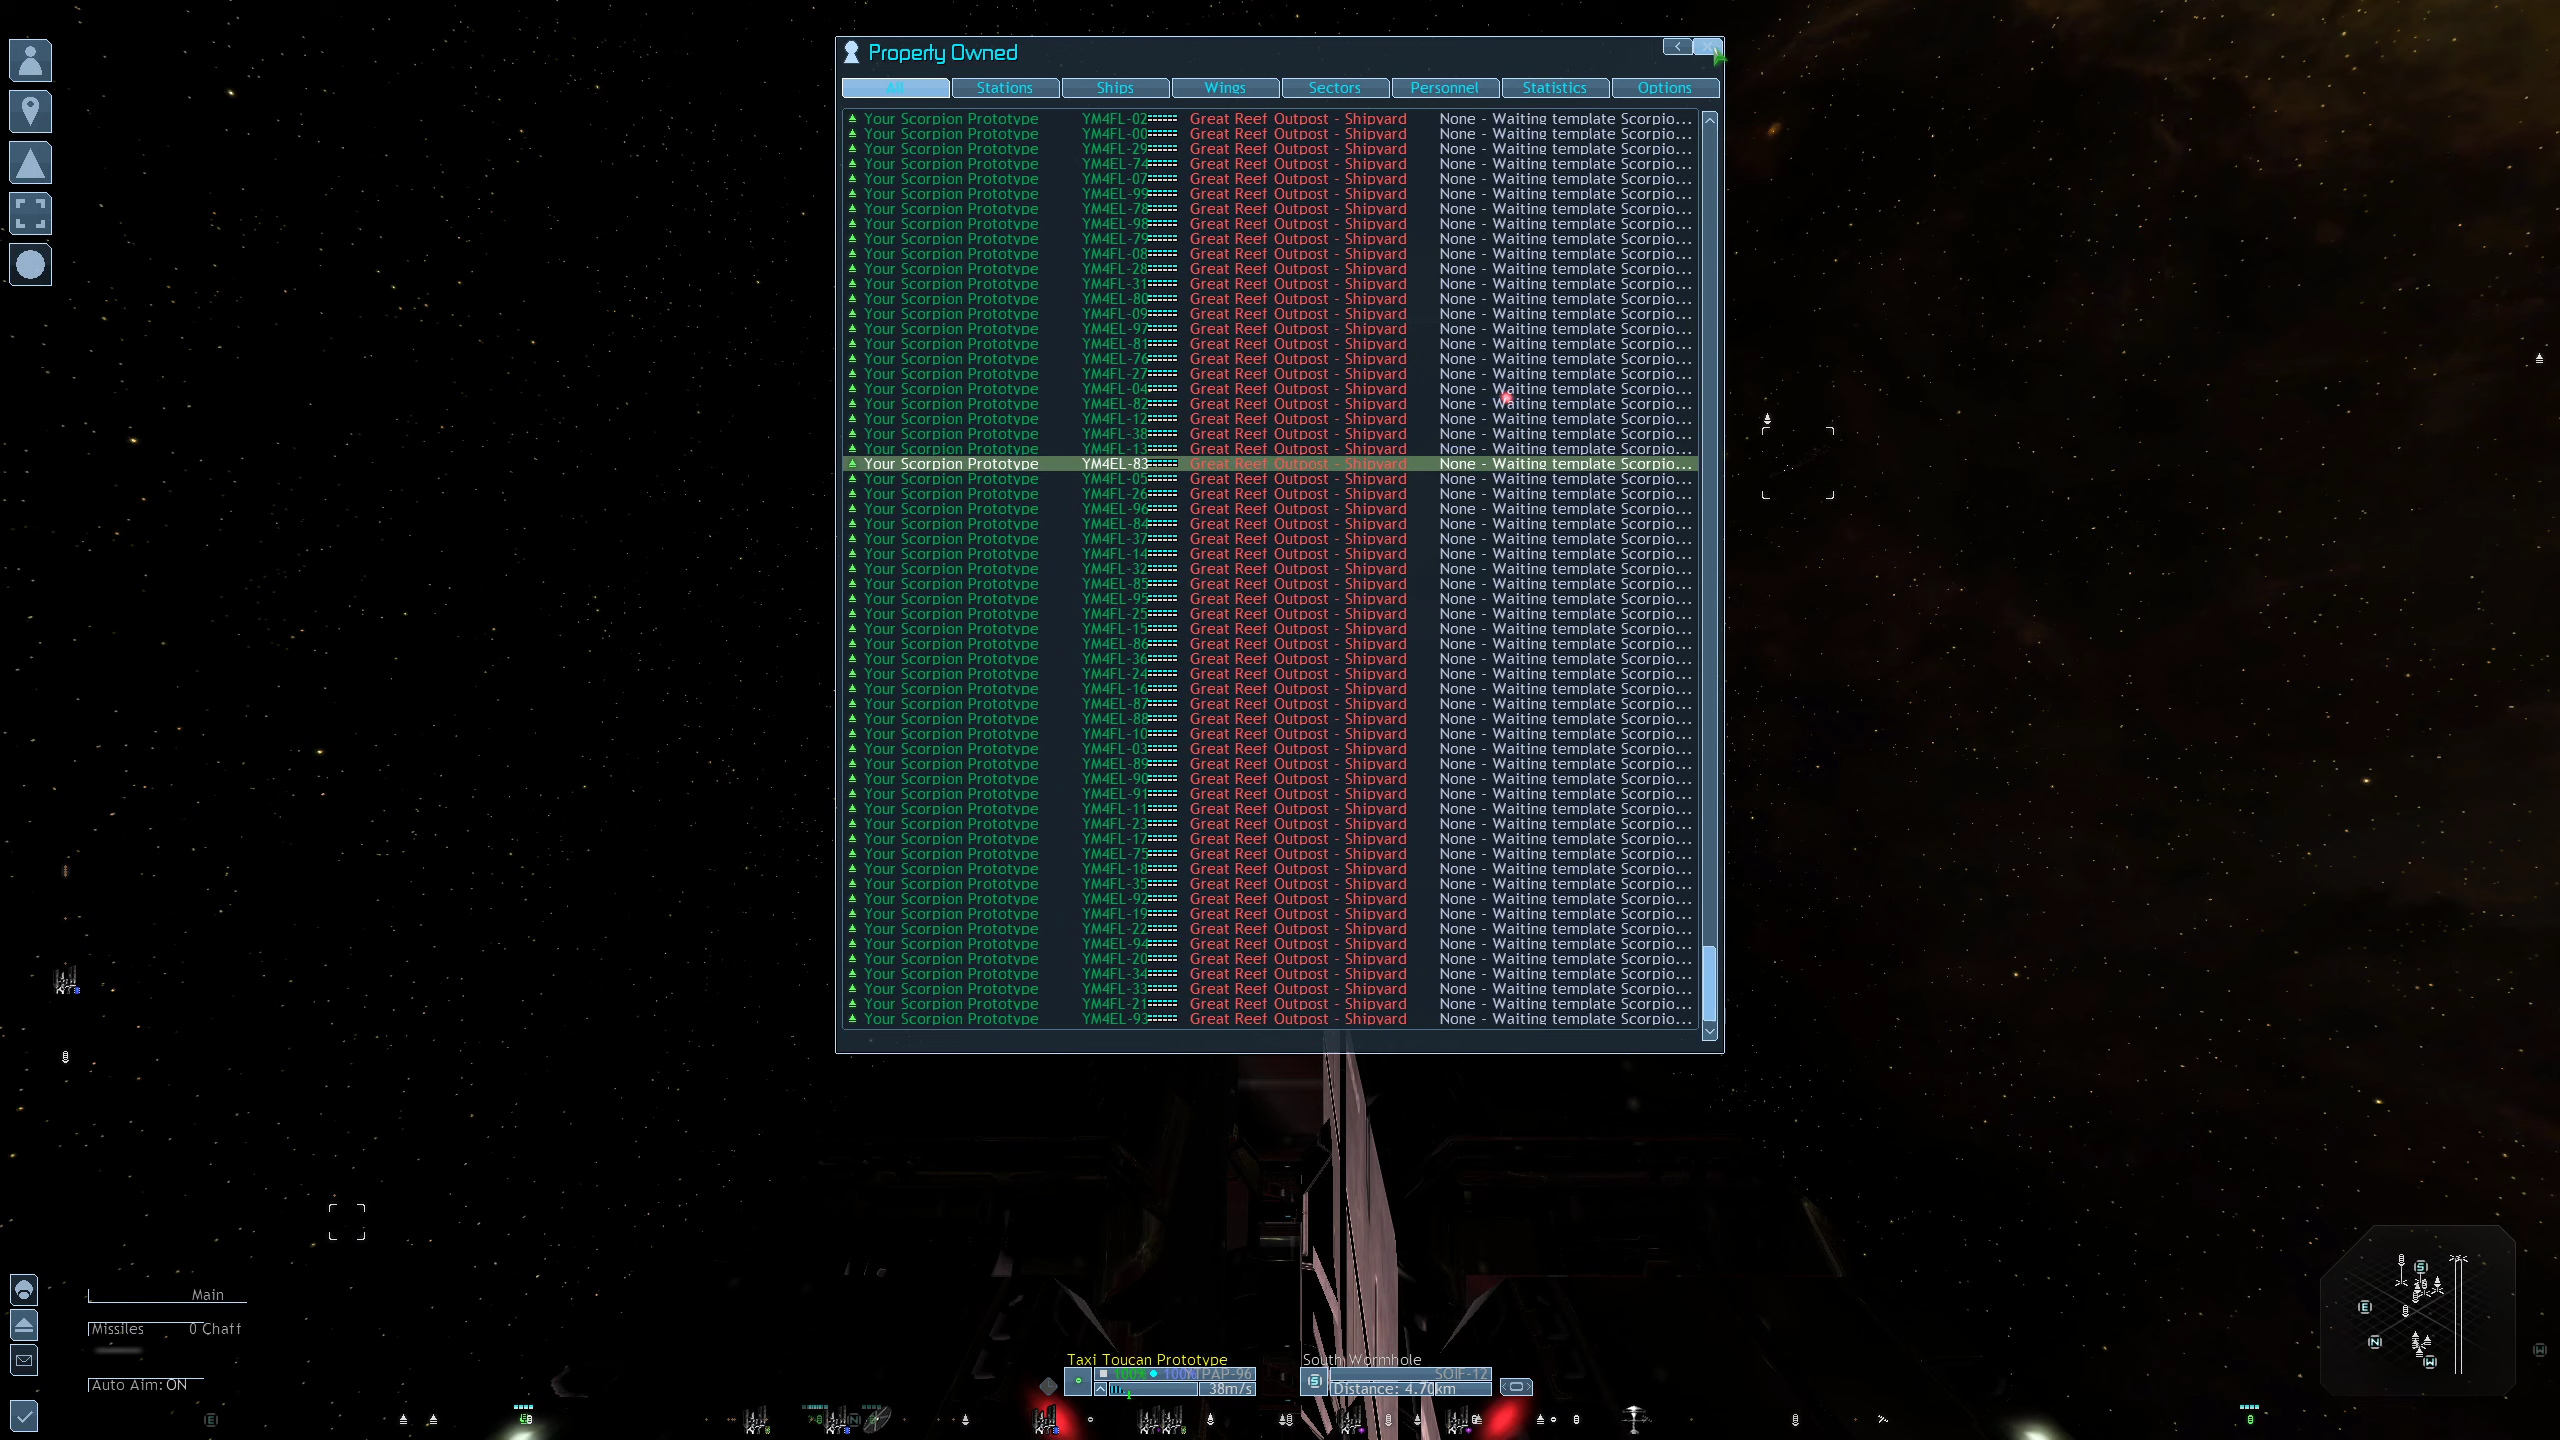 Property Owned
All Stations Ships Wings Sectors Personnel Statistics Options
Your Scorpion Prototype YM4FL-02 Great Reef Outpost - Shipyard None - Waiting template Scorpio...
Your Scorpion Prototype YM4FL-00 Great Reef Outpost - Shipyard None - Waiting template Scorpio...
Your Scorpion Prototype YM4FL-29 Great Reef Outpost - Shipyard None - Waiting template Scorpio...
Your Scorpion Prototype YM4EL-74 Great Reef Outpost - Shipyard None - Waiting template Scorpio...
Your Scorpion Prototype YM4FL-07 Great Reef Outpost - Shipyard None - Waiting template Scorpio...
Your Scorpion Prototype YM4EL-99 Great Reef Outpost - Shipyard None - Waiting template Scorpio...
Your Scorpion Prototype YM4EL-78 Great Reef Outpost - Shipyard None - Waiting template Scorpio...
Your Scorpion Prototype YM4EL-98 Great Reef Outpost - Shipyard None - Waiting template Scorpio...
Your Scorpion Prototype YM4EL-79 Great Reef Outpost - Shipyard None - Waiting template Scorpio...
Your Scorpion Prototype YM4FL-08 Great Reef Outpost - Shipyard None - Waiting template Scorpio...
Your Scorpion Prototype YM4FL-28 Great Reef Outpost - Shipyard None - Waiting template Scorpio...
Your Scorpion Prototype YM4FL-31 Great Reef Outpost - Shipyard None - Waiting template Scorpio...
Your Scorpion Prototype YM4EL-80 Great Reef Outpost - Shipyard None - Waiting template Scorpio...
Your Scorpion Prototype YM4FL-09 Great Reef Outpost - Shipyard None - Waiting template Scorpio...
Your Scorpion Prototype YM4EL-97 Great Reef Outpost - Shipyard None - Waiting template Scorpio...
Your Scorpion Prototype YM4EL-81 Great Reef Outpost - Shipyard None - Waiting template Scorpio...
Your Scorpion Prototype YM4EL-76 Great Reef Outpost - Shipyard None - Waiting template Scorpio...
Your Scorpion Prototype YM4FL-27 Great Reef Outpost - Shipyard None - Waiting template Scorpio...
Your Scorpion Prototype YM4FL-04 Great Reef Outpost - Shipyard None - Waiting template Scorpio...
Your Scorpion Prototype YM4EL-82 Great Reef Outpost - Shipyard None - Waiting template Scorpio...
Your Scorpion Prototype YM4FL-12 Great Reef Outpost - Shipyard None - Waiting template Scorpio...
Your Scorpion Prototype YM4FL-38 Great Reef Outpost - Shipyard None - Waiting template Scorpio...
Your Scorpion Prototype YM4FL-13 Great Reef Outpost - Shipyard None - Waiting template Scorpio...
Your Scorpion Prototype YM4EL-83 Great Reef Outpost - Shipyard None - Waiting template Scorpio...
Your Scorpion Prototype YM4FL-05 Great Reef Outpost - Shipyard None - Waiting template Scorpio...
Your Scorpion Prototype YM4FL-26 Great Reef Outpost - Shipyard None - Waiting template Scorpio...
Your Scorpion Prototype YM4EL-96 Great Reef Outpost - Shipyard None - Waiting template Scorpio...
Your Scorpion Prototype YM4EL-84 Great Reef Outpost - Shipyard None - Waiting template Scorpio...
Your Scorpion Prototype YM4FL-37 Great Reef Outpost - Shipyard None - Waiting template Scorpio...
Your Scorpion Prototype YM4FL-14 Great Reef Outpost - Shipyard None - Waiting template Scorpio...
Your Scorpion Prototype YM4FL-32 Great Reef Outpost - Shipyard None - Waiting template Scorpio...
Your Scorpion Prototype YM4EL-85 Great Reef Outpost - Shipyard None - Waiting template Scorpio...
Your Scorpion Prototype YM4EL-95 Great Reef Outpost - Shipyard None - Waiting template Scorpio...
Your Scorpion Prototype YM4FL-25 Great Reef Outpost - Shipyard None - Waiting template Scorpio...
Your Scorpion Prototype YM4FL-15 Great Reef Outpost - Shipyard None - Waiting template Scorpio...
Your Scorpion Prototype YM4EL-86 Great Reef Outpost - Shipyard None - Waiting template Scorpio...
Your Scorpion Prototype YM4FL-36 Great Reef Outpost - Shipyard None - Waiting template Scorpio...
Your Scorpion Prototype YM4FL-24 Great Reef Outpost - Shipyard None - Waiting template Scorpio...
Your Scorpion Prototype YM4FL-16 Great Reef Outpost - Shipyard None - Waiting template Scorpio...
Your Scorpion Prototype YM4EL-87 Great Reef Outpost - Shipyard None - Waiting template Scorpio...
Your Scorpion Prototype YM4EL-88 Great Reef Outpost - Shipyard None - Waiting template Scorpio...
Your Scorpion Prototype YM4FL-10 Great Reef Outpost - Shipyard None - Waiting template Scorpio...
Your Scorpion Prototype YM4FL-03 Great Reef Outpost - Shipyard None - Waiting template Scorpio...
Your Scorpion Prototype YM4EL-89 Great Reef Outpost - Shipyard None - Waiting template Scorpio...
Your Scorpion Prototype YM4EL-90 Great Reef Outpost - Shipyard None - Waiting template Scorpio...
Your Scorpion Prototype YM4EL-91 Great Reef Outpost - Shipyard None - Waiting template Scorpio...
Your Scorpion Prototype YM4FL-11 Great Reef Outpost - Shipyard None - Waiting template Scorpio...
Your Scorpion Prototype YM4FL-23 Great Reef Outpost - Shipyard None - Waiting template Scorpio...
Your Scorpion Prototype YM4FL-17 Great Reef Outpost - Shipyard None - Waiting template Scorpio...
Your Scorpion Prototype YM4EL-75 Great Reef Outpost - Shipyard None - Waiting template Scorpio...
Your Scorpion Prototype YM4FL-18 Great Reef Outpost - Shipyard None - Waiting template Scorpio...
Your Scorpion Prototype YM4FL-35 Great Reef Outpost - Shipyard None - Waiting template Scorpio...
Your Scorpion Prototype YM4EL-92 Great Reef Outpost - Shipyard None - Waiting template Scorpio...
Your Scorpion Prototype YM4FL-19 Great Reef Outpost - Shipyard None - Waiting template Scorpio...
Your Scorpion Prototype YM4FL-22 Great Reef Outpost - Shipyard None - Waiting template Scorpio...
Your Scorpion Prototype YM4EL-94 Great Reef Outpost - Shipyard None - Waiting template Scorpio...
Your Scorpion Prototype YM4FL-20 Great Reef Outpost - Shipyard None - Waiting template Scorpio...
Your Scorpion Prototype YM4FL-34 Great Reef Outpost - Shipyard None - Waiting template Scorpio...
Your Scorpion Prototype YM4FL-33 Great Reef Outpost - Shipyard None - Waiting template Scorpio...
Your Scorpion Prototype YM4FL-21 Great Reef Outpost - Shipyard None - Waiting template Scorpio...
Your Scorpion Prototype YM4EL-93 Great Reef Outpost - Shipyard None - Waiting template Scorpio...
Main
Missiles 0 Chaff
Auto Aim: ON
Taxi Toucan Prototype
100% 100%
38m/s
South Wormhole
SOIF-12
Distance: 4.70km
S
E
N
W